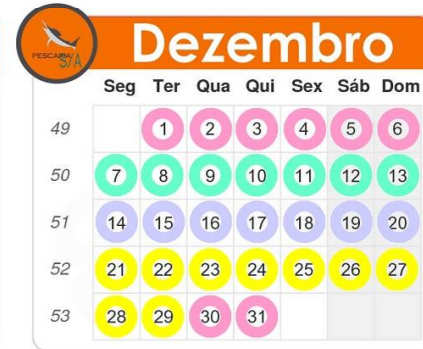 PESCARIA S/A
Dezembro
Seg Ter Qua Qui Sex Sáb Dom
49 1 2 3 4 5 6
50 7 8 9 10 11 12 13
51 14 15 16 17 18 19 20
52 21 22 23 24 25 26 27
53 28 29 30 31